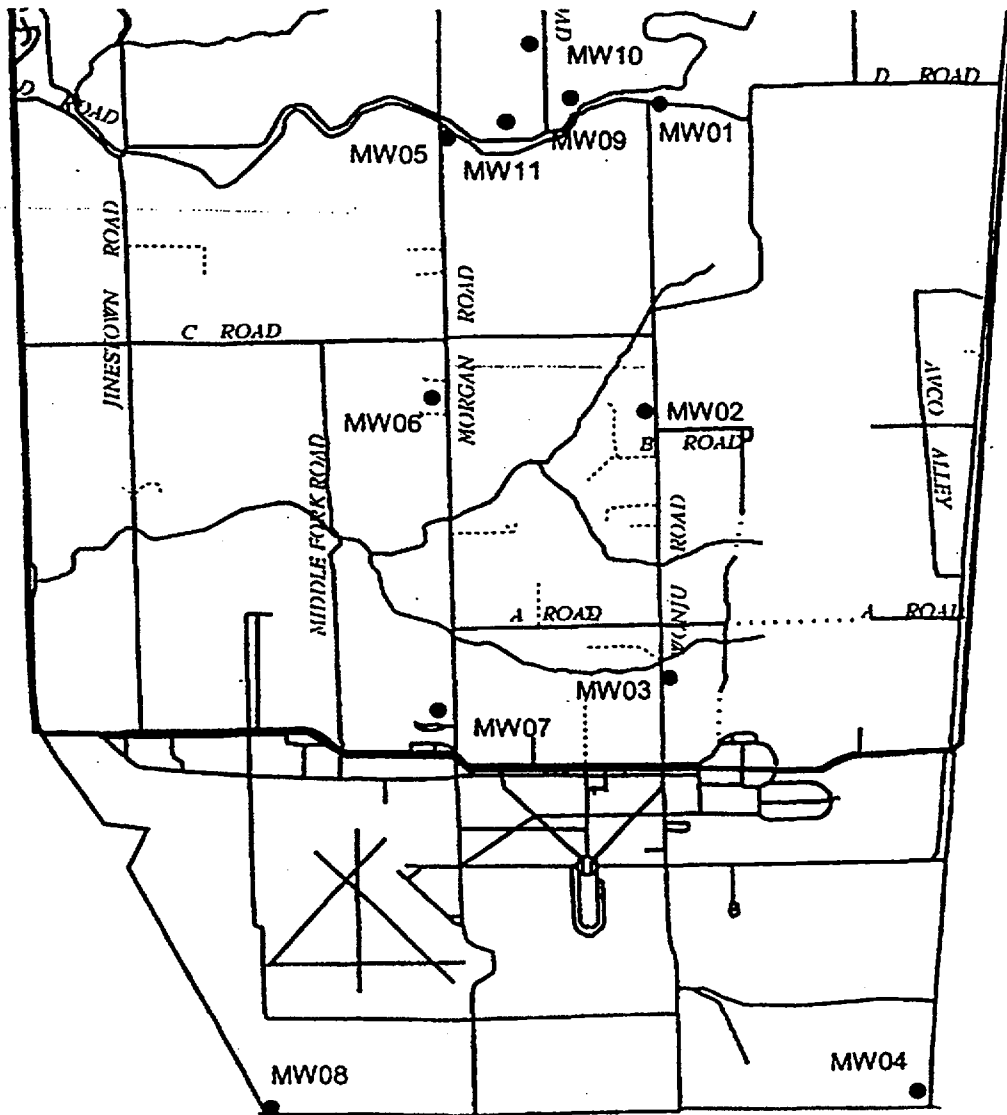 MW10
D ROAD
D ROAD
MW01
MW09
MW05
MW11
JINESTOWN ROAD
MORGAN ROAD
C ROAD
MW06
MW02
B ROAD
AVCO ALLEY
MIDDLE FORK ROAD
WONJU ROAD
A ROAD
A ROAD
MW03
MW07
MW08
MW04